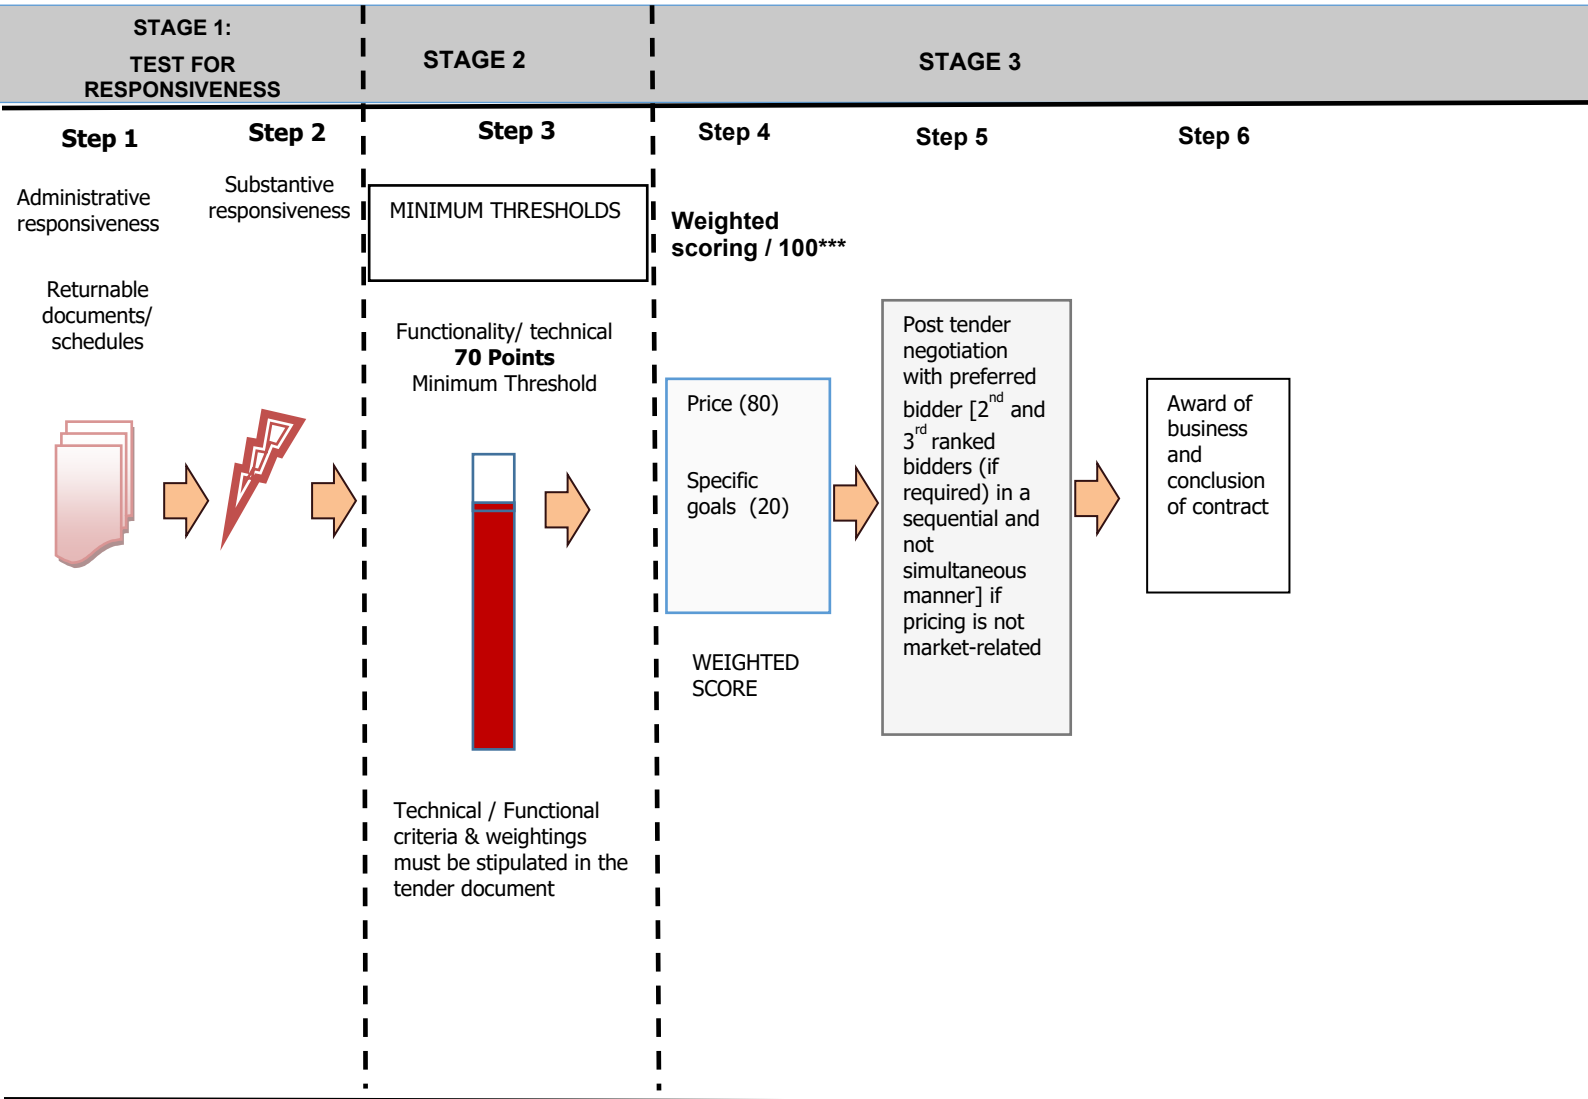 STAGE 1:
TEST FOR
RESPONSIVENESS
STAGE 2
STAGE 3
Step 1
Step 2
Step 3
Step 4
Step 5
Step 6
Administrative
responsiveness
Returnable
documents/
schedules
Substantive
responsiveness
MINIMUM THRESHOLDS
Functionality/ technical
70 Points
Minimum Threshold
Technical / Functional
criteria & weightings
must be stipulated in the
tender document
Weighted
scoring / 100***
Price (80)
Specific
goals (20)
WEIGHTED
SCORE
Post tender
negotiation
with preferred
bidder [2nd and
3rd ranked
bidders (if
required) in a
sequential and
not
simultaneous
manner] if
pricing is not
market-related
Award of
business
and
conclusion
of contract